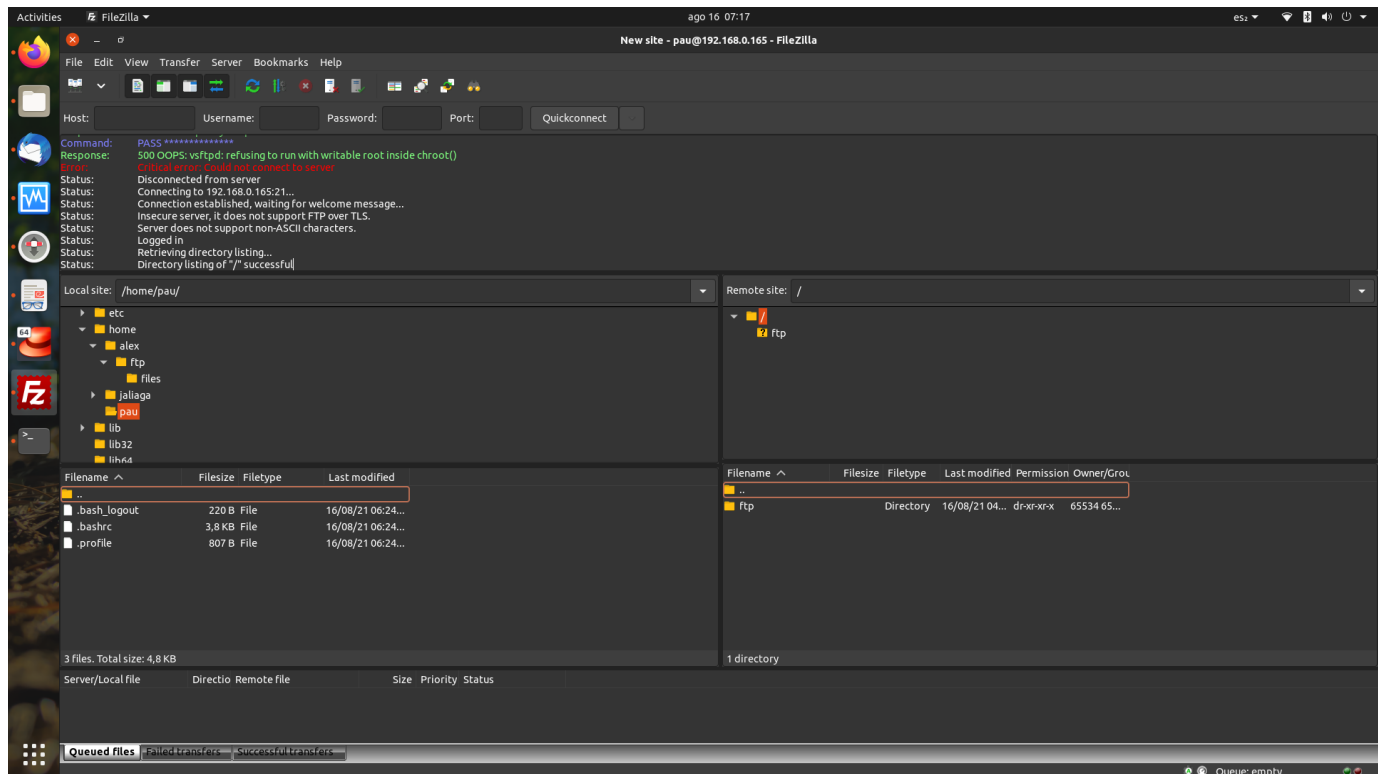 Activities FileZilla ago 16 07:17 es₂
New site - pau@192.168.0.165 - FileZilla
File Edit View Transfer Server Bookmarks Help
Host: Username: Password: Port: Quickconnect
Command: PASS **************
Response: 500 OOPS: vsftpd: refusing to run with writable root inside chroot()
Error: Critical error: Could not connect to server
Status: Disconnected from server
Status: Connecting to 192.168.0.165:21...
Status: Connection established, waiting for welcome message...
Status: Insecure server, it does not support FTP over TLS.
Status: Server does not support non-ASCII characters.
Status: Logged in
Status: Retrieving directory listing...
Status: Directory listing of "/" successful
Local site: /home/pau/
etc
home
alex
ftp
files
jaliaga
pau
lib
lib32
lib64
Remote site: /
/
ftp
Filename Filesize Filetype Last modified
..
.bash_logout 220 B File 16/08/21 06:24...
.bashrc 3,8 KB File 16/08/21 06:24...
.profile 807 B File 16/08/21 06:24...
3 files. Total size: 4,8 KB
Filename Filesize Filetype Last modified Permission Owner/Grou
..
ftp Directory 16/08/21 04... dr-xr-xr-x 65534 65...
1 directory
Server/Local file Directio Remote file Size Priority Status
Queued files Failed transfers Successful transfers
Queue: empty
64
Fz
>_